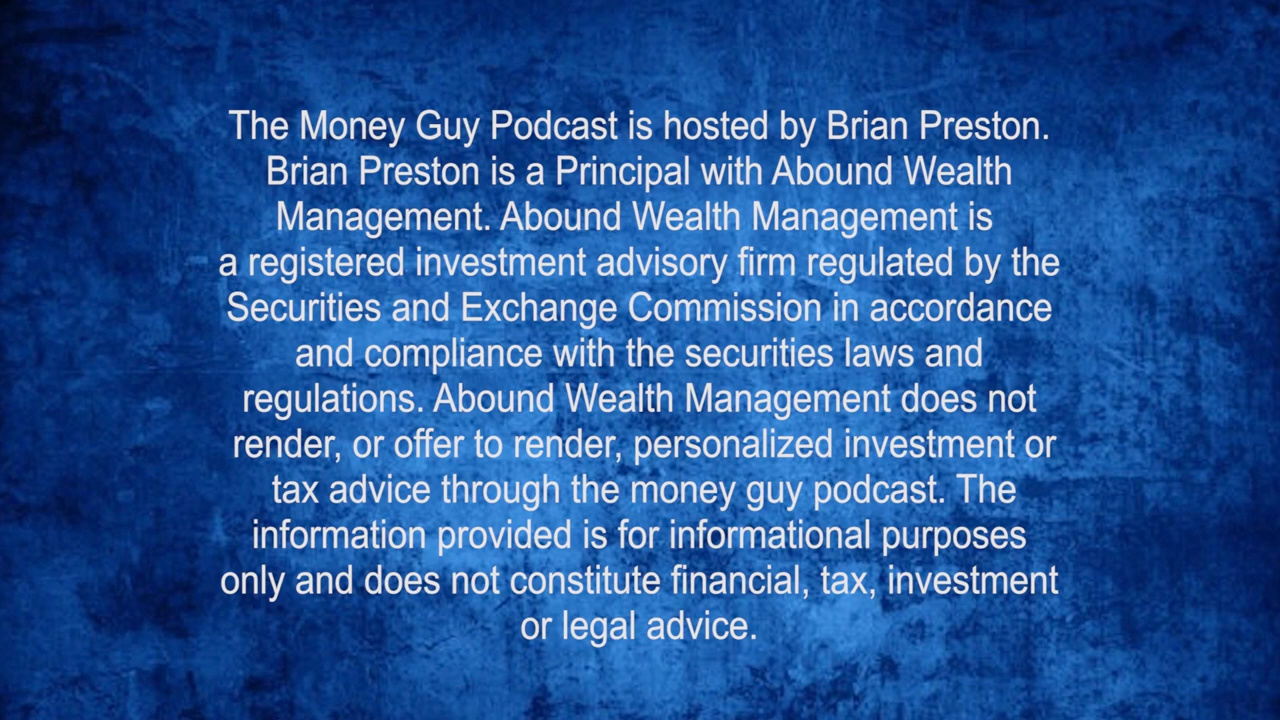 The Money Guy Podcast is hosted by Brian Preston.
Brian Preston is a Principal with Abound Wealth
Management. Abound Wealth Management is
a registered investment advisory firm regulated by the
Securities and Exchange Commission in accordance
and compliance with the securities laws and
regulations. Abound Wealth Management does not
render, or offer to render, personalized investment or
tax advice through the money guy podcast. The
information provided is for informational purposes
only and does not constitute financial, tax, investment
or legal advice.